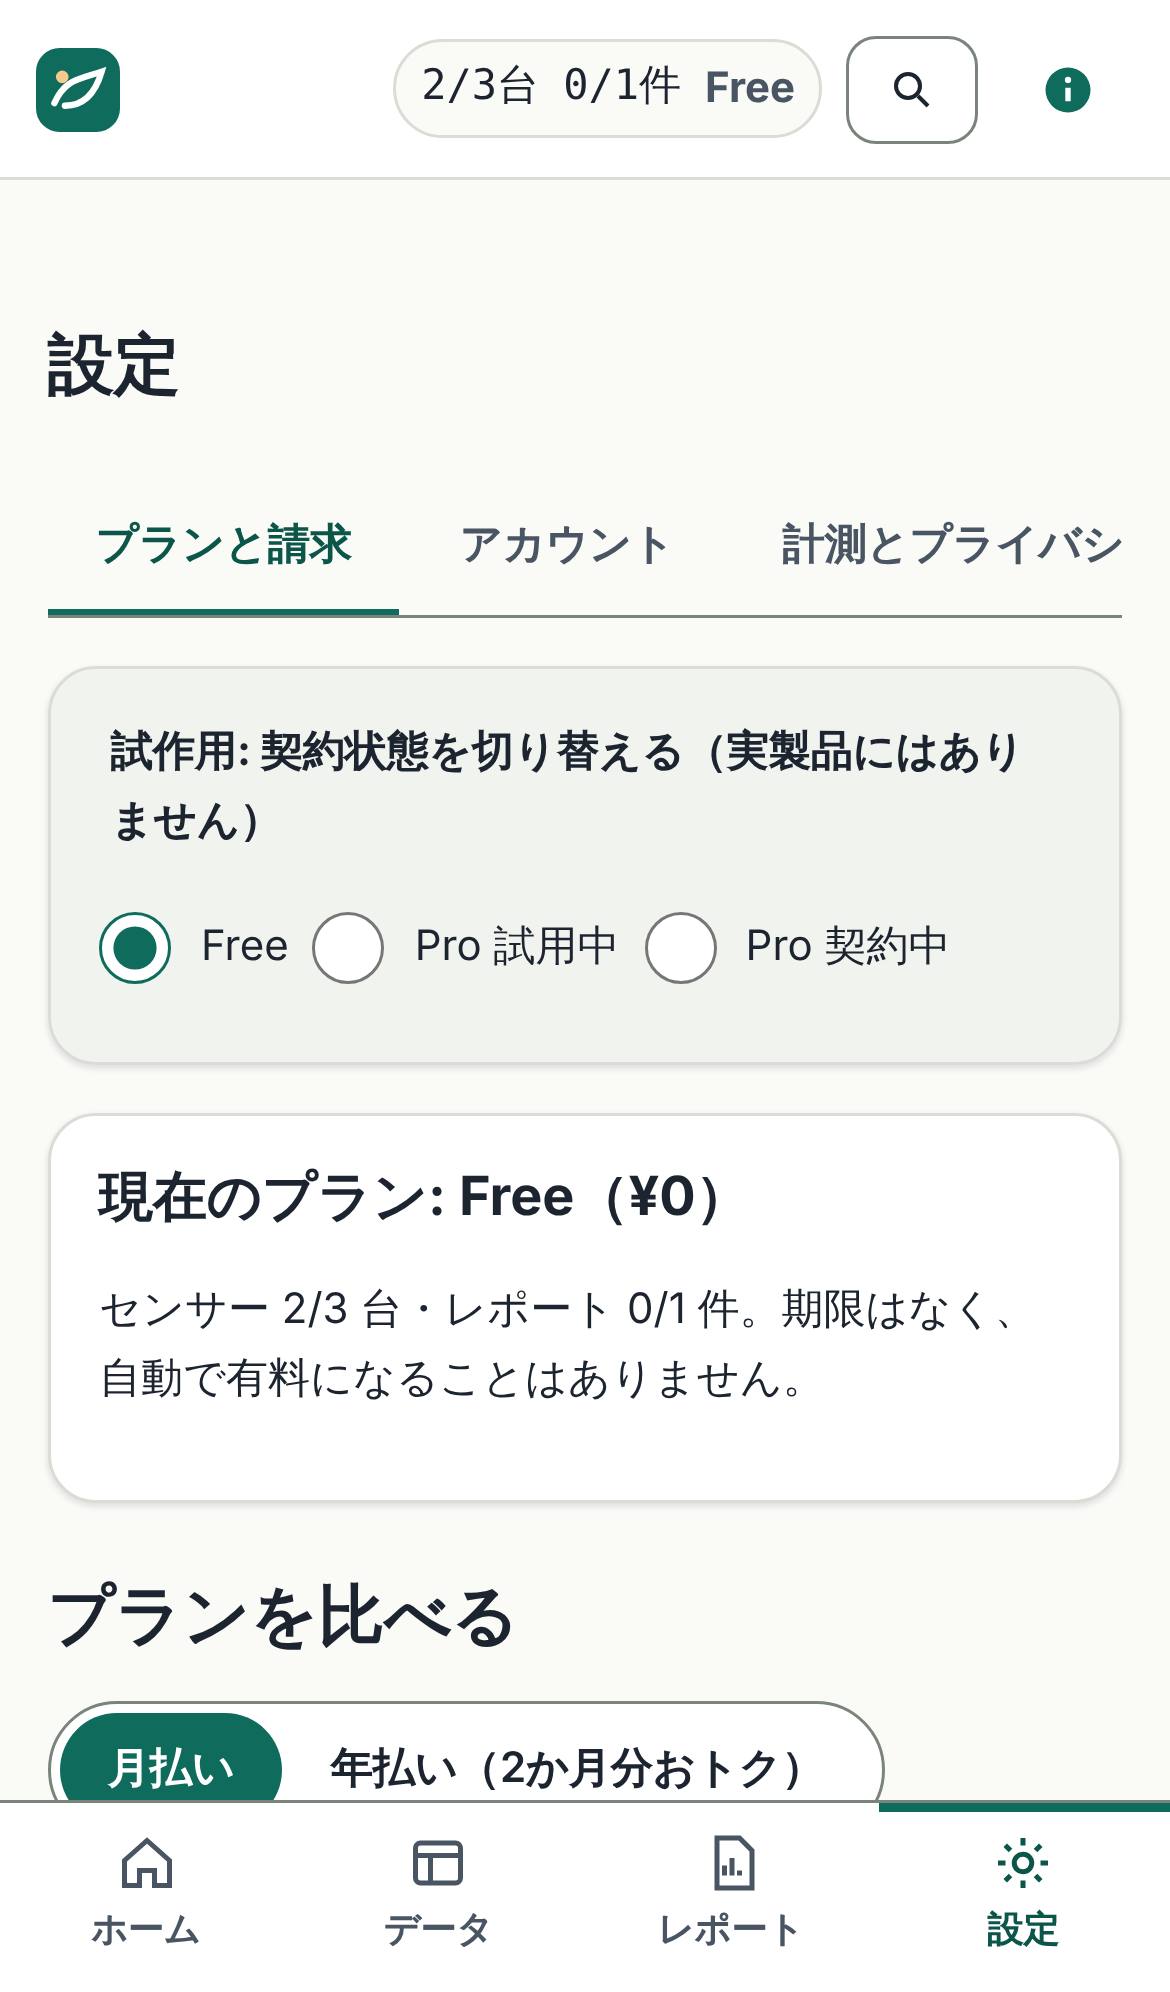 2/3台 0/1件 Free
設定
プランと請求 アカウント 計測とプライバシ
試作用: 契約状態を切り替える（実製品にはあり
ません）
Free Pro 試用中 Pro 契約中
現在のプラン: Free（¥0）
センサー 2/3 台・レポート 0/1 件。期限はなく、
自動で有料になることはありません。
プランを比べる
月払い 年払い（2か月分おトク）
ホーム データ レポート 設定